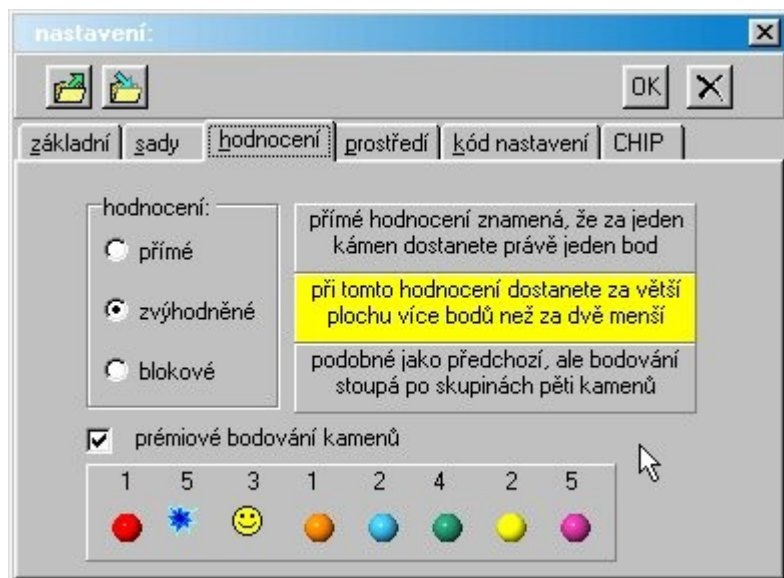 nastavení:
OK
základní sady hodnocení prostředí kód nastavení CHIP
hodnocení:
přímé
zvýhodněné
blokové
přímé hodnocení znamená, že za jeden
kámen dostanete právě jeden bod
při tomto hodnocení dostanete za větší
plochu více bodů než za dvě menší
podobné jako předchozí, ale bodování
stoupá po skupinách pěti kamenů
prémiové bodování kamenů
1 5 3 1 2 4 2 5